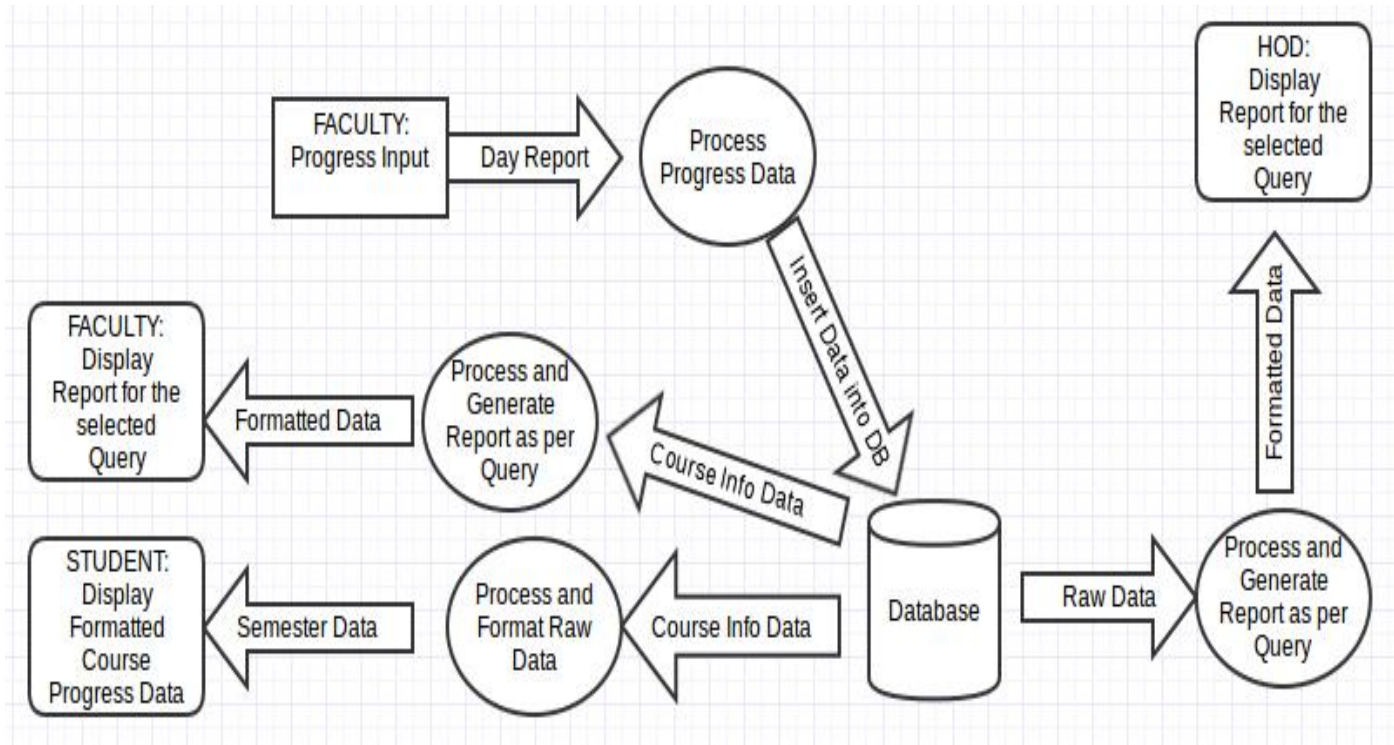 FACULTY:
Progress Input
Day Report
Process
Progress Data
HOD:
Display
Report for the
selected
Query
Insert Data into DB
Formatted Data
FACULTY:
Display
Report for the
selected
Query
Formatted Data
Process and
Generate
Report as per
Query
Course Info Data
STUDENT:
Display
Formatted
Course
Progress Data
Semester Data
Process and
Format Raw
Data
Course Info Data
Database
Raw Data
Process and
Generate
Report as per
Query